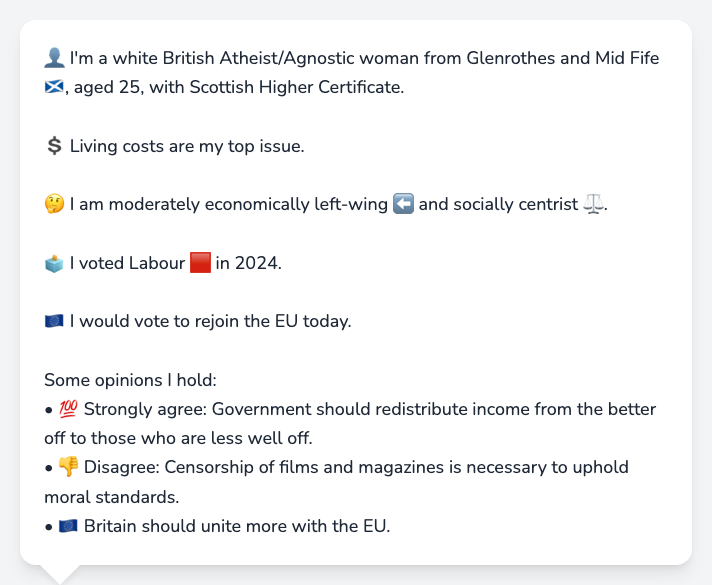 👤 I'm a white British Atheist/Agnostic woman from Glenrothes and Mid Fife
🏴󠁧󠁢󠁳󠁣󠁴󠁿, aged 25, with Scottish Higher Certificate.
💲 Living costs are my top issue.
🤔 I am moderately economically left-wing ⬅️ and socially centrist ⚖️.
🗳️ I voted Labour 🟥 in 2024.
🇪🇺 I would vote to rejoin the EU today.
Some opinions I hold:
• 💯 Strongly agree: Government should redistribute income from the better
off to those who are less well off.
• 👎 Disagree: Censorship of films and magazines is necessary to uphold
moral standards.
• 🇪🇺 Britain should unite more with the EU.